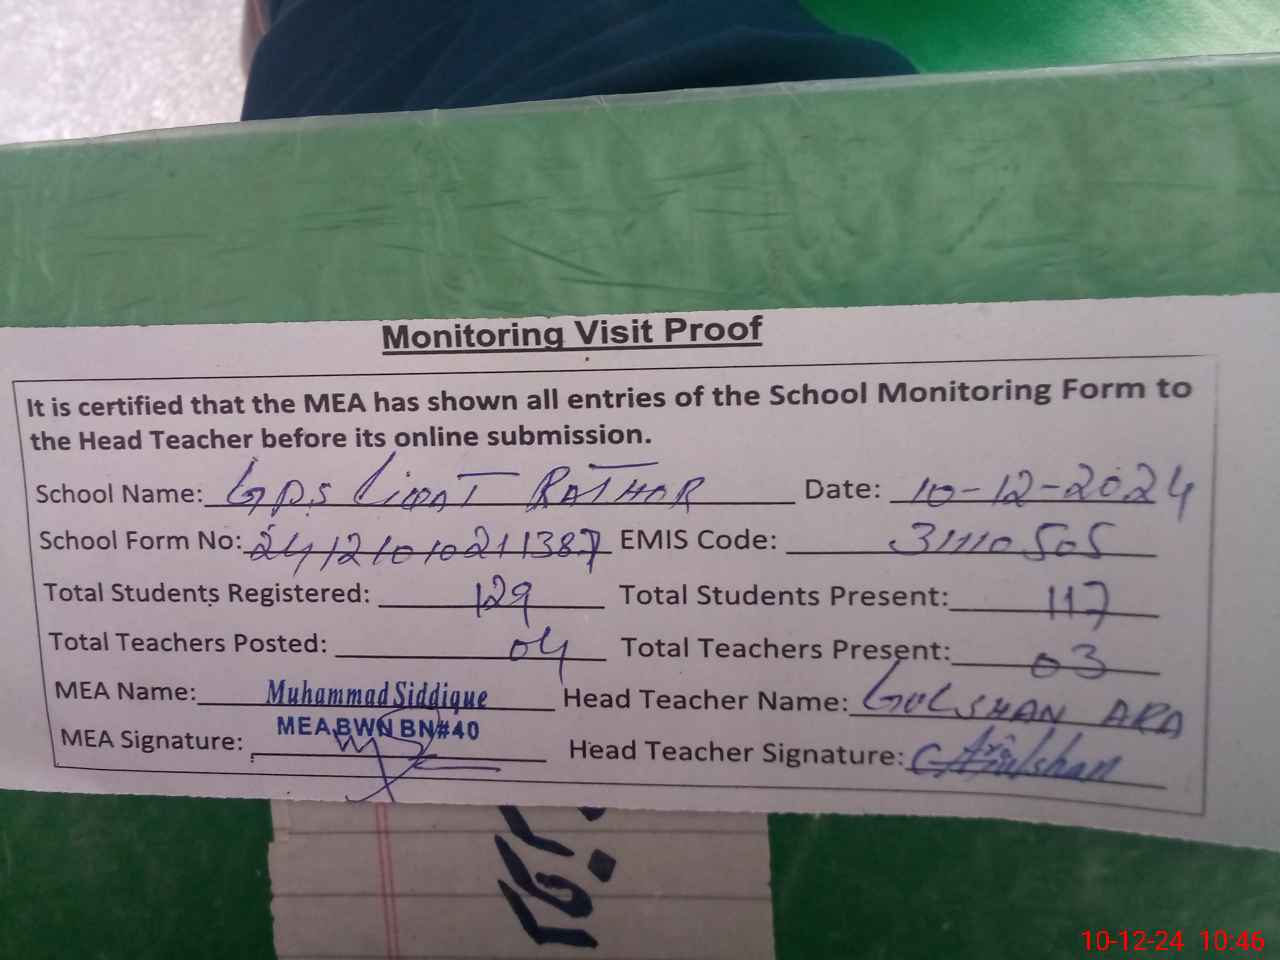 Monitoring Visit Proof
It is certified that the MEA has shown all entries of the School Monitoring Form to
the Head Teacher before its online submission.
School Name: GPS RATHOR Date: 10-12-2024
School Form No: EMIS Code: 31110505
Total Students Registered: 129 Total Students Present: 117
Total Teachers Posted: 04 Total Teachers Present: 03
MEA Name: Muhammad Siddique Head Teacher Name: GULSHAN ARA
MEA BWN BN#40
MEA Signature: Head Teacher Signature: Gulshan
10-12-24 10:46